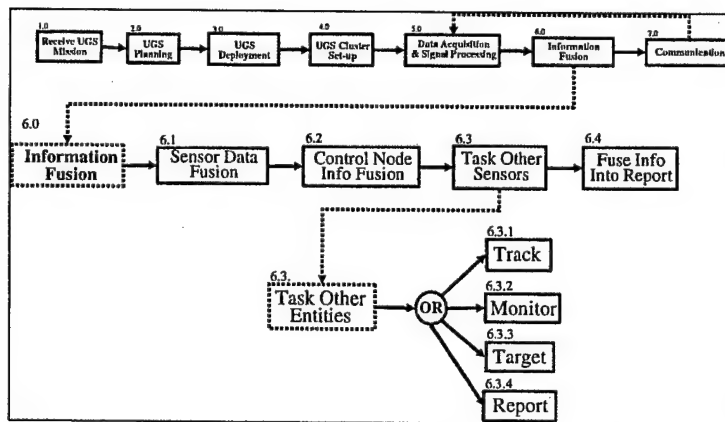 1.0
Receive UGS
Mission
2.0
UGS
Planning
3.0
UGS
Deployment
4.0
UGS Cluster
Set-up
5.0
Data Acquisition
& Signal Processing
6.0
Information
Fusion
7.0
Communication
6.0
Information
Fusion
6.1
Sensor Data
Fusion
6.2
Control Node
Info Fusion
6.3
Task Other
Sensors
6.4
Fuse Info
Into Report
6.3.
Task Other
Entities
OR
6.3.1
Track
6.3.2
Monitor
6.3.3
Target
6.3.4
Report